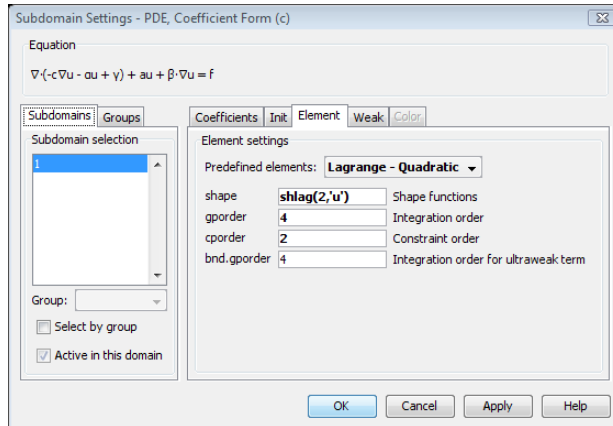 Subdomain Settings - PDE, Coefficient Form (c)
Equation
∇·(-c∇u - αu + γ) + au + β·∇u = f
Subdomains Groups
Subdomain selection
1
Group:
Select by group
Active in this domain
Coefficients Init Element Weak Color
Element settings
Predefined elements: Lagrange - Quadratic
shape shlag(2,'u') Shape functions
gporder 4 Integration order
cporder 2 Constraint order
bnd.gporder 4 Integration order for ultraweak term
OK Cancel Apply Help